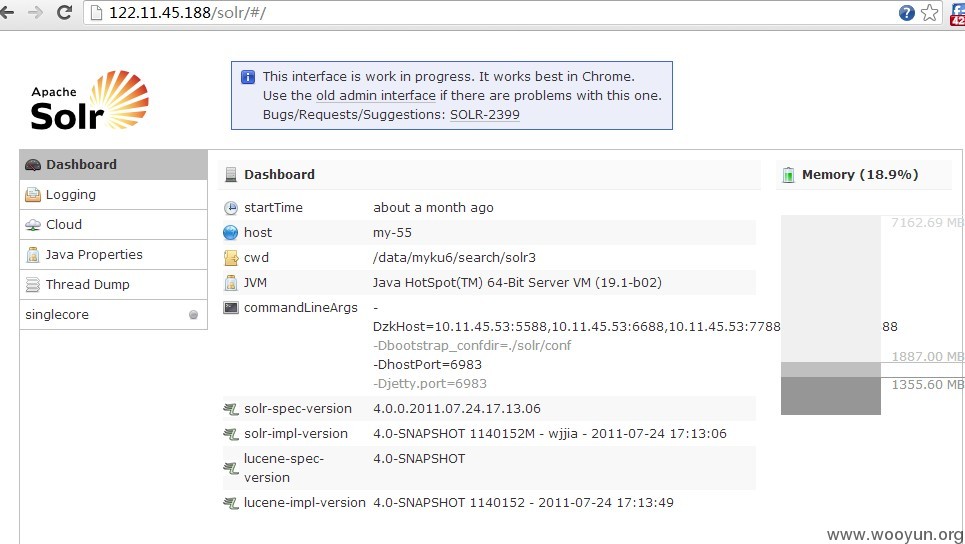 122.11.45.188/solr/#/
42
Apache
Solr
This interface is work in progress. It works best in Chrome.
Use the old admin interface if there are problems with this one.
Bugs/Requests/Suggestions: SOLR-2399
Dashboard
Logging
Cloud
Java Properties
Thread Dump
singlecore
Dashboard
startTime about a month ago
host my-55
cwd /data/myku6/search/solr3
JVM Java HotSpot(TM) 64-Bit Server VM (19.1-b02)
commandLineArgs -
DzkHost=10.11.45.53:5588,10.11.45.53:6688,10.11.45.53:7788 88
-Dbootstrap_confdir=./solr/conf
-DhostPort=6983
-Djetty.port=6983
solr-spec-version 4.0.0.2011.07.24.17.13.06
solr-impl-version 4.0-SNAPSHOT 1140152M - wjjia - 2011-07-24 17:13:06
lucene-spec-version 4.0-SNAPSHOT
lucene-impl-version 4.0-SNAPSHOT 1140152 - 2011-07-24 17:13:49
Memory (18.9%)
7162.69 MB
1887.00 MB
1355.60 MB
www.wooyun.org